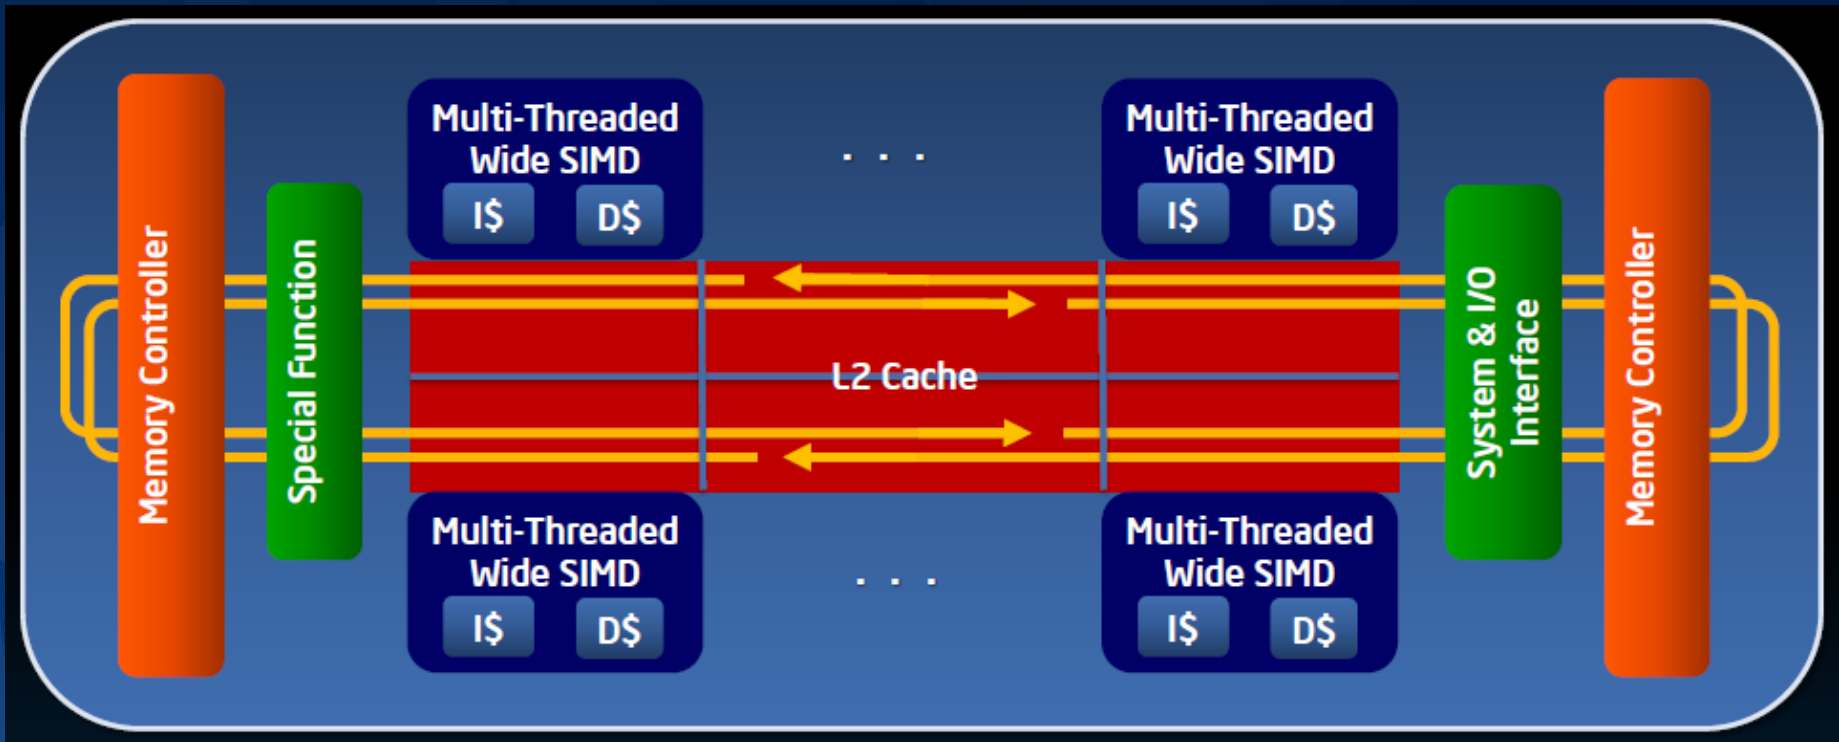 Memory Controller
Special Function
Multi-Threaded
Wide SIMD
I$ D$
. . .
Multi-Threaded
Wide SIMD
I$ D$
L2 Cache
Multi-Threaded
Wide SIMD
I$ D$
. . .
Multi-Threaded
Wide SIMD
I$ D$
System & I/O
Interface
Memory Controller